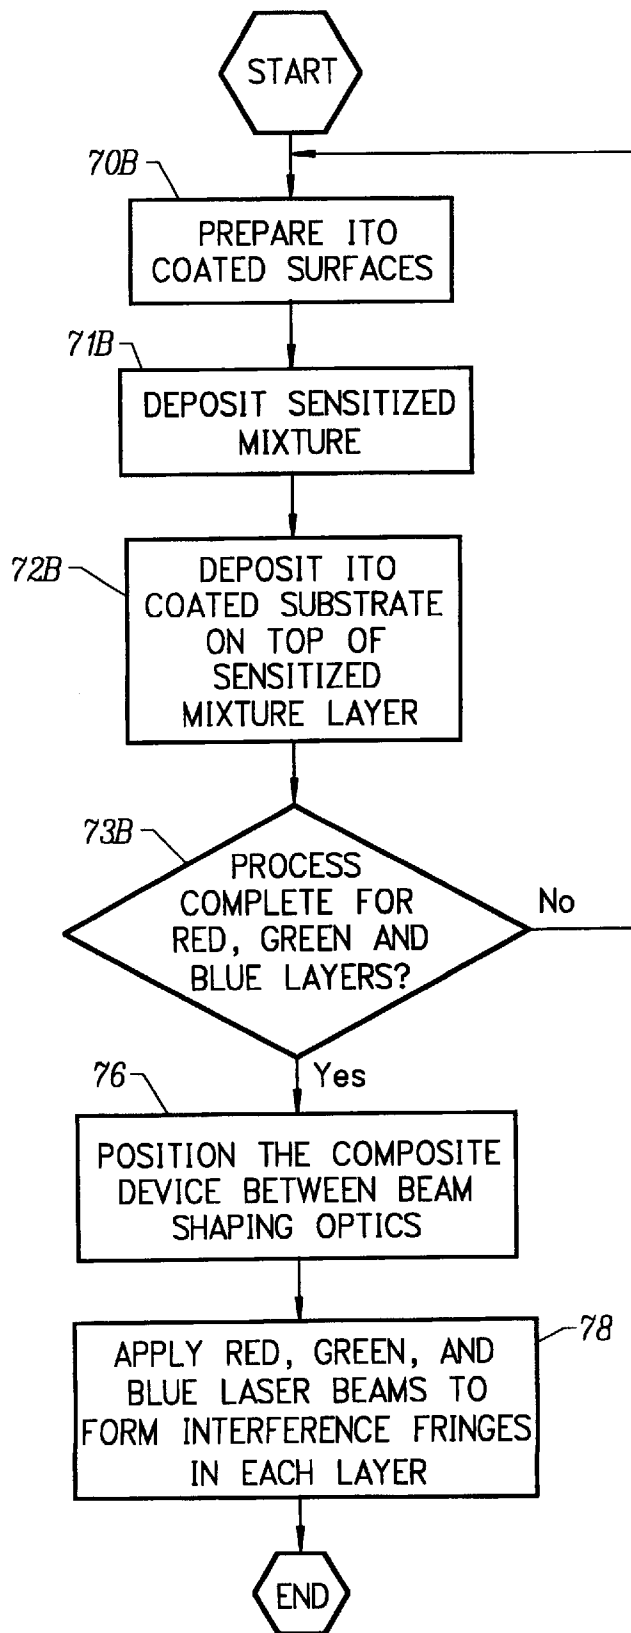 START
70B
PREPARE ITO
COATED SURFACES
71B
DEPOSIT SENSITIZED
MIXTURE
72B
DEPOSIT ITO
COATED SUBSTRATE
ON TOP OF
SENSITIZED
MIXTURE LAYER
73B
PROCESS
COMPLETE FOR
RED, GREEN AND
BLUE LAYERS?
No
Yes
76
POSITION THE COMPOSITE
DEVICE BETWEEN BEAM
SHAPING OPTICS
78
APPLY RED, GREEN, AND
BLUE LASER BEAMS TO
FORM INTERFERENCE FRINGES
IN EACH LAYER
END